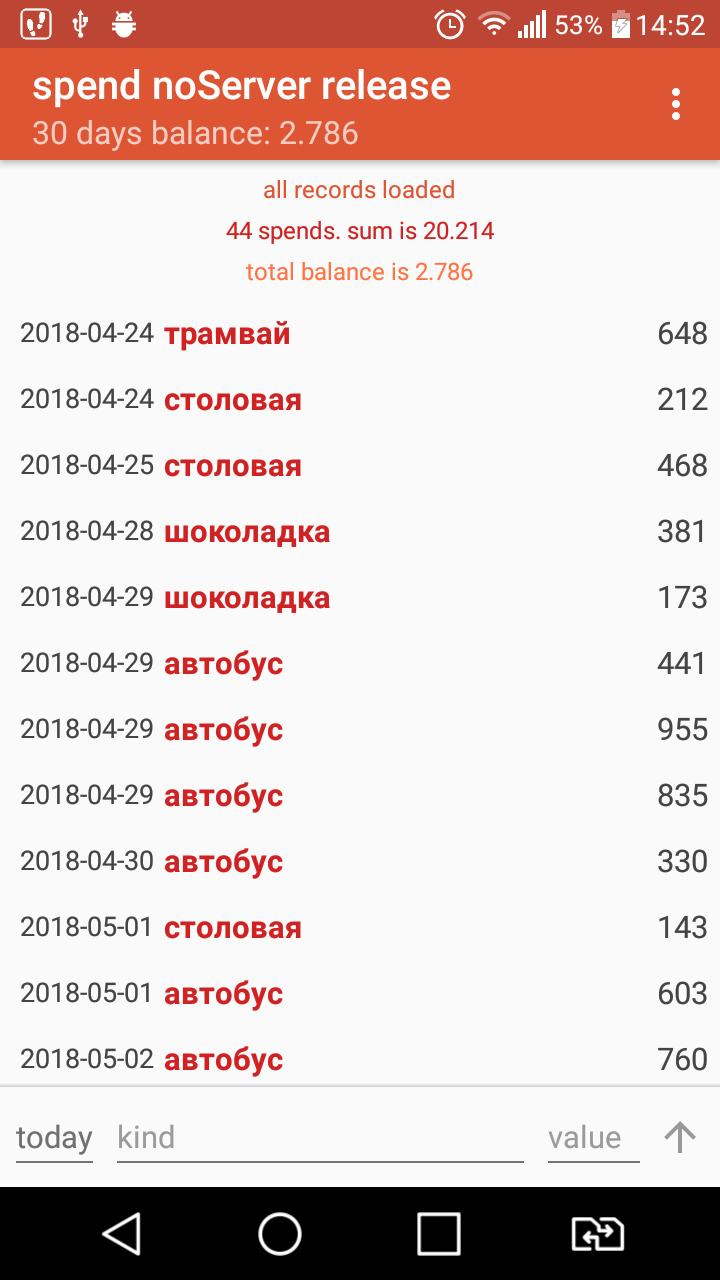 53% 14:52
spend noServer release
30 days balance: 2.786
all records loaded
44 spends. sum is 20.214
total balance is 2.786
2018-04-24 трамвай 648
2018-04-24 столовая 212
2018-04-25 столовая 468
2018-04-28 шоколадка 381
2018-04-29 шоколадка 173
2018-04-29 автобус 441
2018-04-29 автобус 955
2018-04-29 автобус 835
2018-04-30 автобус 330
2018-05-01 столовая 143
2018-05-01 автобус 603
2018-05-02 автобус 760
today kind value